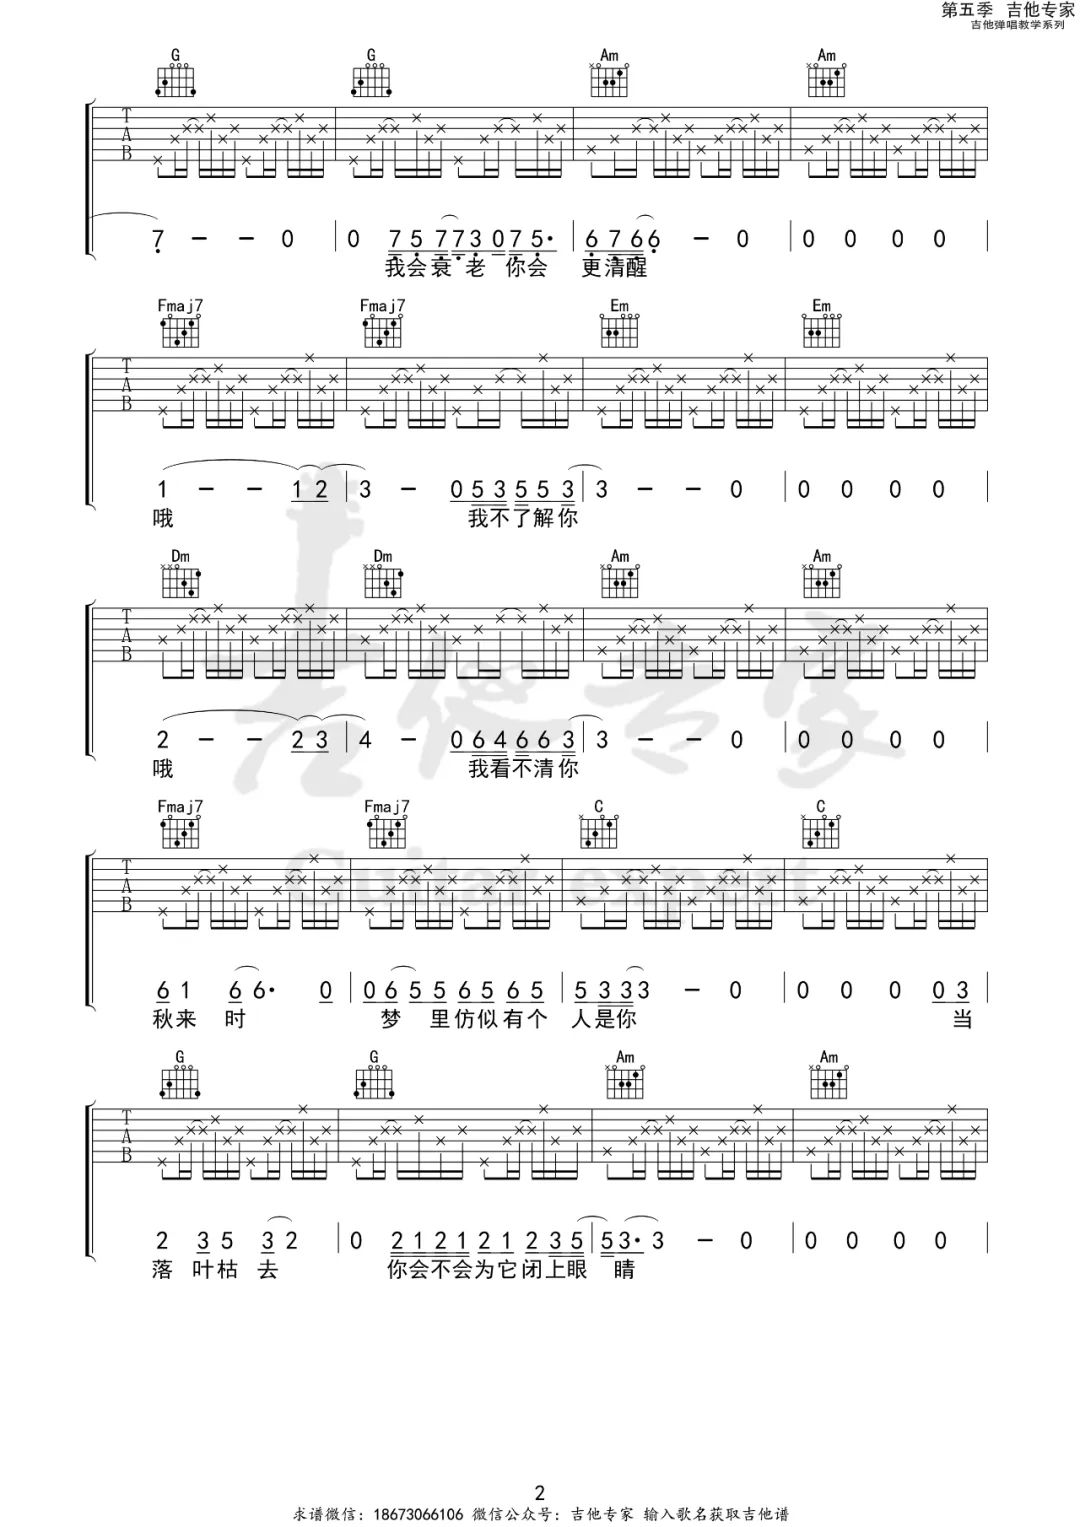 第五季 吉他专家
吉他弹唱教学系列
G G Am Am
T
A
B
7 - - 0 0 7 5 7 7 3 0 7 5· 6 7 6 6 - 0 0 0 0 0
我会衰老 你会 更清醒
Fmaj7 Fmaj7 Em Em
T
A
B
1 - - 1 2 3 - 0 5 3 5 5 3 3 - - 0 0 0 0 0
哦 我不了解你
Dm Dm Am Am
T
A
B
2 - - 2 3 4 - 0 6 4 6 6 3 3 - - 0 0 0 0 0
哦 我看不清你
吉他专家
Fmaj7 Fmaj7 C C
T
A
B
Guitar expert
6 1 6 6· 0 0 6 5 5 6 5 6 5 5 3 3 3 - 0 0 0 0 0 3
秋来 时 梦 里仿似有个 人是你 当
G G Am Am
T
A
B
2 3 5 3 2 0 2 1 2 1 2 1 2 3 5 5 3· 3 - 0 0 0 0 0
落 叶枯 去 你会不会为它闭上眼 睛
2
求谱微信：18673066106 微信公众号：吉他专家 输入歌名获取吉他谱